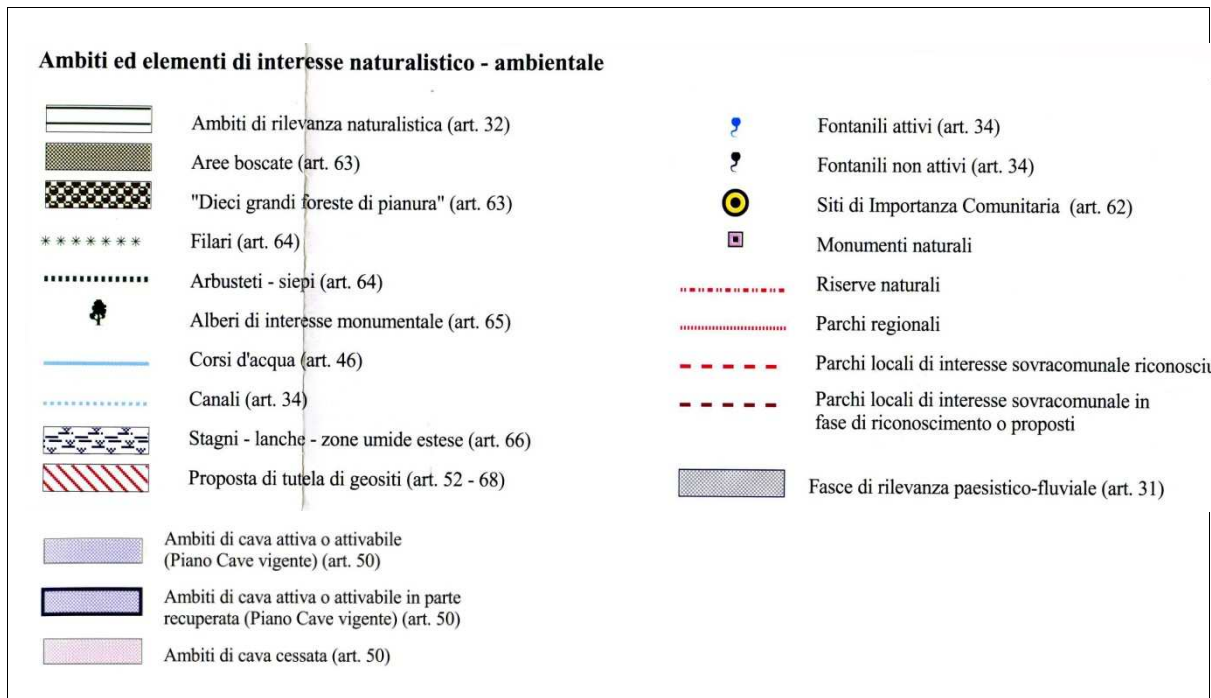 Ambiti ed elementi di interesse naturalistico - ambientale
Ambiti di rilevanza naturalistica (art. 32)
Aree boscate (art. 63)
"Dieci grandi foreste di pianura" (art. 63)
Filari (art. 64)
Arbusteti - siepi (art. 64)
Alberi di interesse monumentale (art. 65)
Corsi d'acqua (art. 46)
Canali (art. 34)
Stagni - lanche - zone umide estese (art. 66)
Proposta di tutela di geositi (art. 52 - 68)
Ambiti di cava attiva o attivabile
(Piano Cave vigente) (art. 50)
Ambiti di cava attiva o attivabile in parte
recuperata (Piano Cave vigente) (art. 50)
Ambiti di cava cessata (art. 50)
Fontanili attivi (art. 34)
Fontanili non attivi (art. 34)
Siti di Importanza Comunitaria (art. 62)
Monumenti naturali
Riserve naturali
Parchi regionali
Parchi locali di interesse sovracomunale riconosciu
Parchi locali di interesse sovracomunale in
fase di riconoscimento o proposti
Fasce di rilevanza paesistico-fluviale (art. 31)